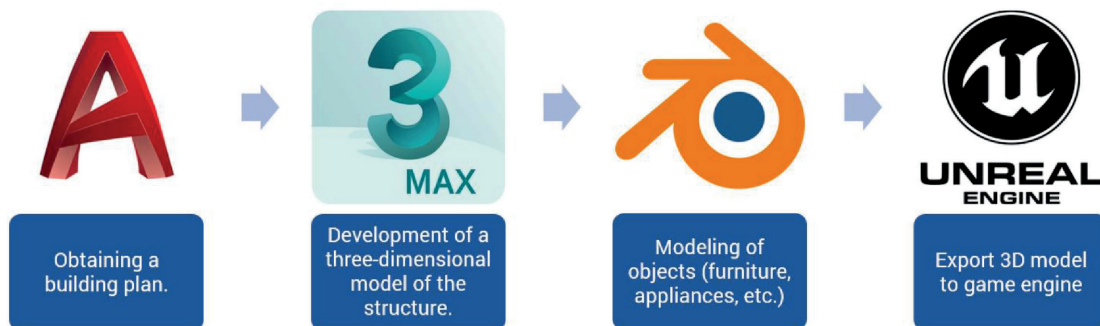 3
MAX
UNREAL
ENGINE
Obtaining a
building plan.
Development of a
three-dimensional
model of the
structure.
Modeling of
objects (furniture,
appliances, etc.)
Export 3D model
to game engine